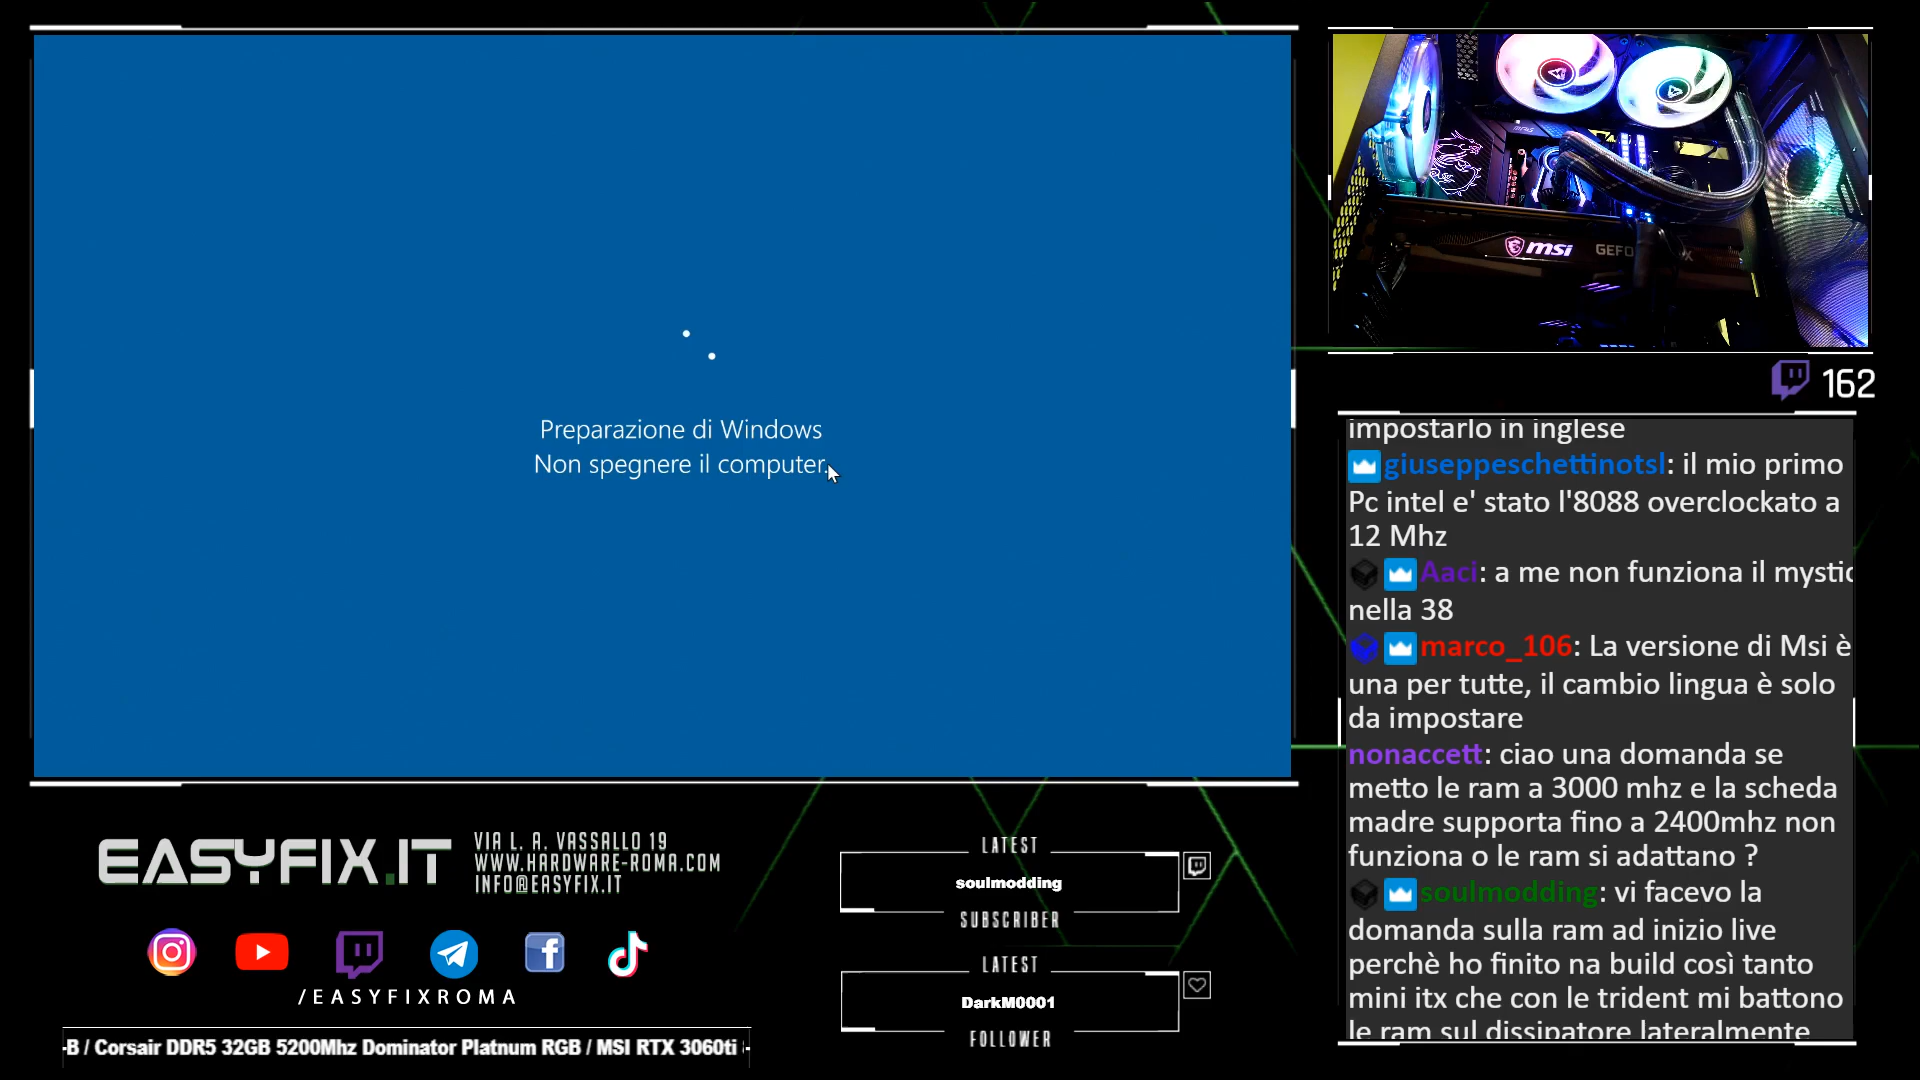 Preparazione di Windows
Non spegnere il computer.
msi
162
impostarlo in inglese
giuseppeschettinotsl: il mio primo
Pc intel e' stato l'8088 overclockato a
12 Mhz
Aaci: a me non funziona il mystic
nella 38
marco_106: La versione di Msi è
una per tutte, il cambio lingua è solo
da impostare
nonaccett: ciao una domanda se
metto le ram a 3000 mhz e la scheda
madre supporta fino a 2400mhz non
funziona o le ram si adattano ?
soulmodding: vi facevo la
domanda sulla ram ad inizio live
perchè ho finito na build così tanto
mini itx che con le trident mi battono
le ram sul dissipatore lateralmente
EASYFIX.IT
VIA L. A. VASSALLO 19
WWW.HARDWARE-ROMA.COM
INFO@EASYFIX.IT
/EASYFIXROMA
-B / Corsair DDR5 32GB 5200Mhz Dominator Platnum RGB / MSI RTX 3060ti
LATEST
soulmodding
SUBSCRIBER
LATEST
DarkM0001
FOLLOWER